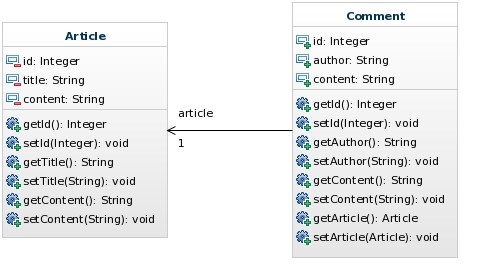 Article
id: Integer
title: String
content: String
getId(): Integer
setId(Integer): void
getTitle(): String
setTitle(String): void
getContent(): String
setContent(String): void
article
1
Comment
id: Integer
author: String
content: String
getId(): Integer
setId(Integer): void
getAuthor(): String
setAuthor(String): void
getContent(): String
setContent(String): void
getArticle(): Article
setArticle(Article): void